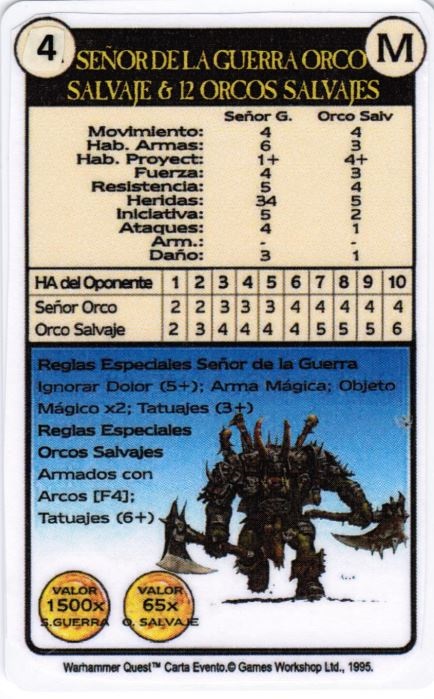 4
M
SEÑOR DE LA GUERRA ORCO
SALVAJE & 12 ORCOS SALVAJES
Señor G. Orco Salv
Movimiento: 4 4
Hab. Armas: 6 3
Hab. Proyect: 1+ 4+
Fuerza: 4 3
Resistencia: 5 4
Heridas: 34 5
Iniciativa: 5 2
Ataques: 4 1
Arm.: - -
Daño: 3 1
HA del Oponente 1 2 3 4 5 6 7 8 9 10
Señor Orco 2 2 3 3 3 4 4 4 4 4
Orco Salvaje 2 3 4 4 4 4 5 5 5 6
Reglas Especiales Señor de la Guerra
Ignorar Dolor (5+); Arma Mágica; Objeto
Mágico x2; Tatuajes (3+)
Reglas Especiales
Orcos Salvajes
Armados con
Arcos [F4];
Tatuajes (6+)
VALOR
1500x
S.GUERRA
VALOR
65x
O. SALVAJE
Warhammer Quest™ Carta Evento.© Games Workshop Ltd., 1995.